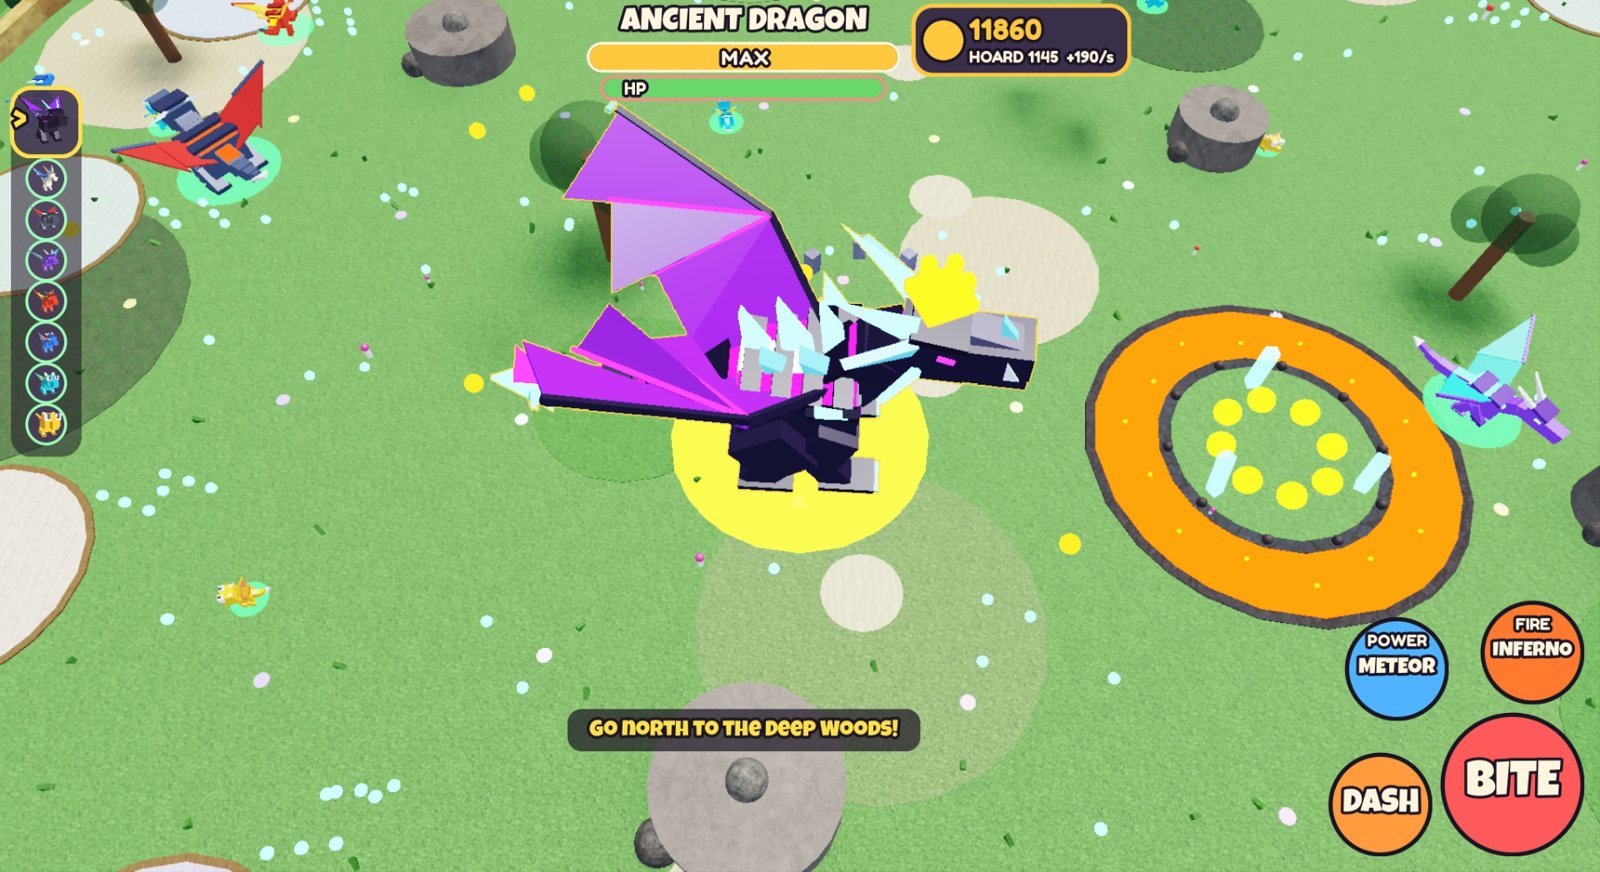 ANCIENT DRAGON
MAX
HP
11860
HOARD 1145 +190/s
>
GO NORTH TO THE DEEP WOODS!
POWER
METEOR
FIRE
INFERNO
DASH
BITE